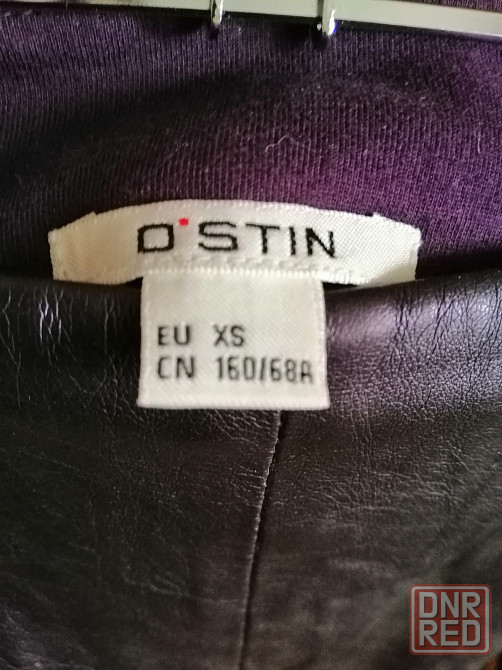 O'STIN
EU XS
CN 160/68A
DNR
RED